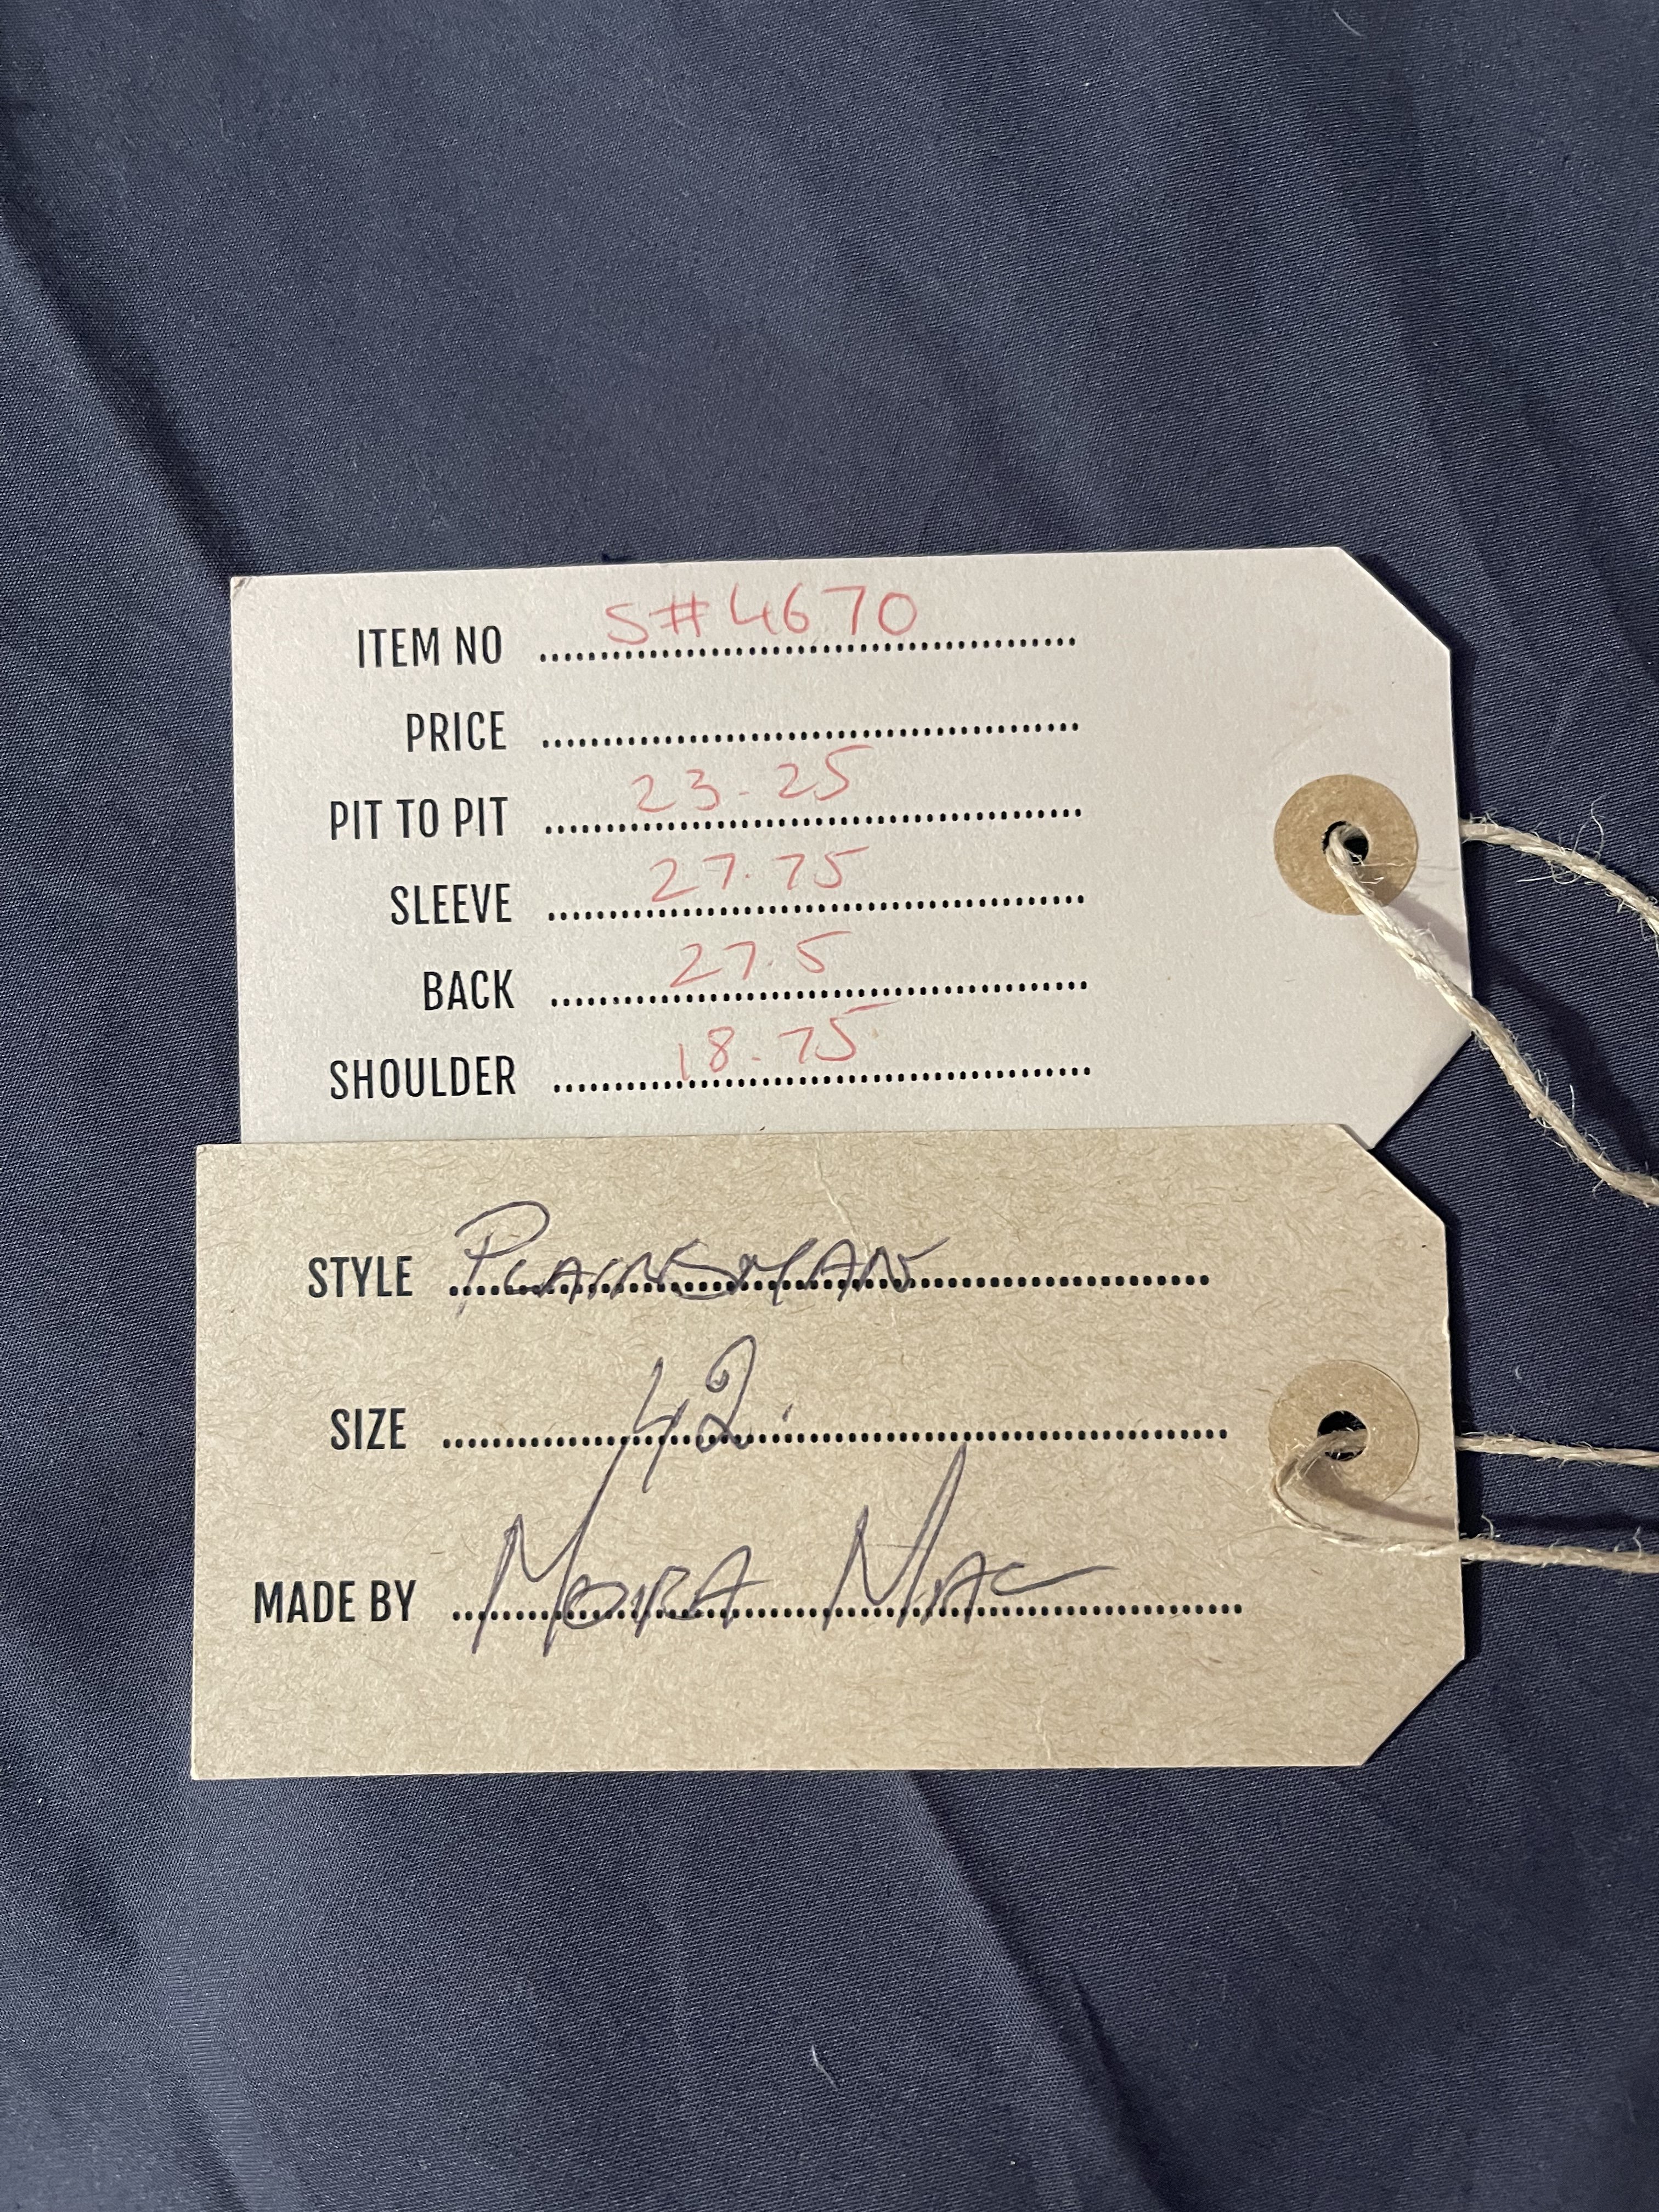 ITEM NO S#4670
PRICE
PIT TO PIT 23.25
SLEEVE 27.75
BACK 27.5
SHOULDER 18.75
STYLE PLAINSMAN
SIZE 42.
MADE BY MOIRA MAC